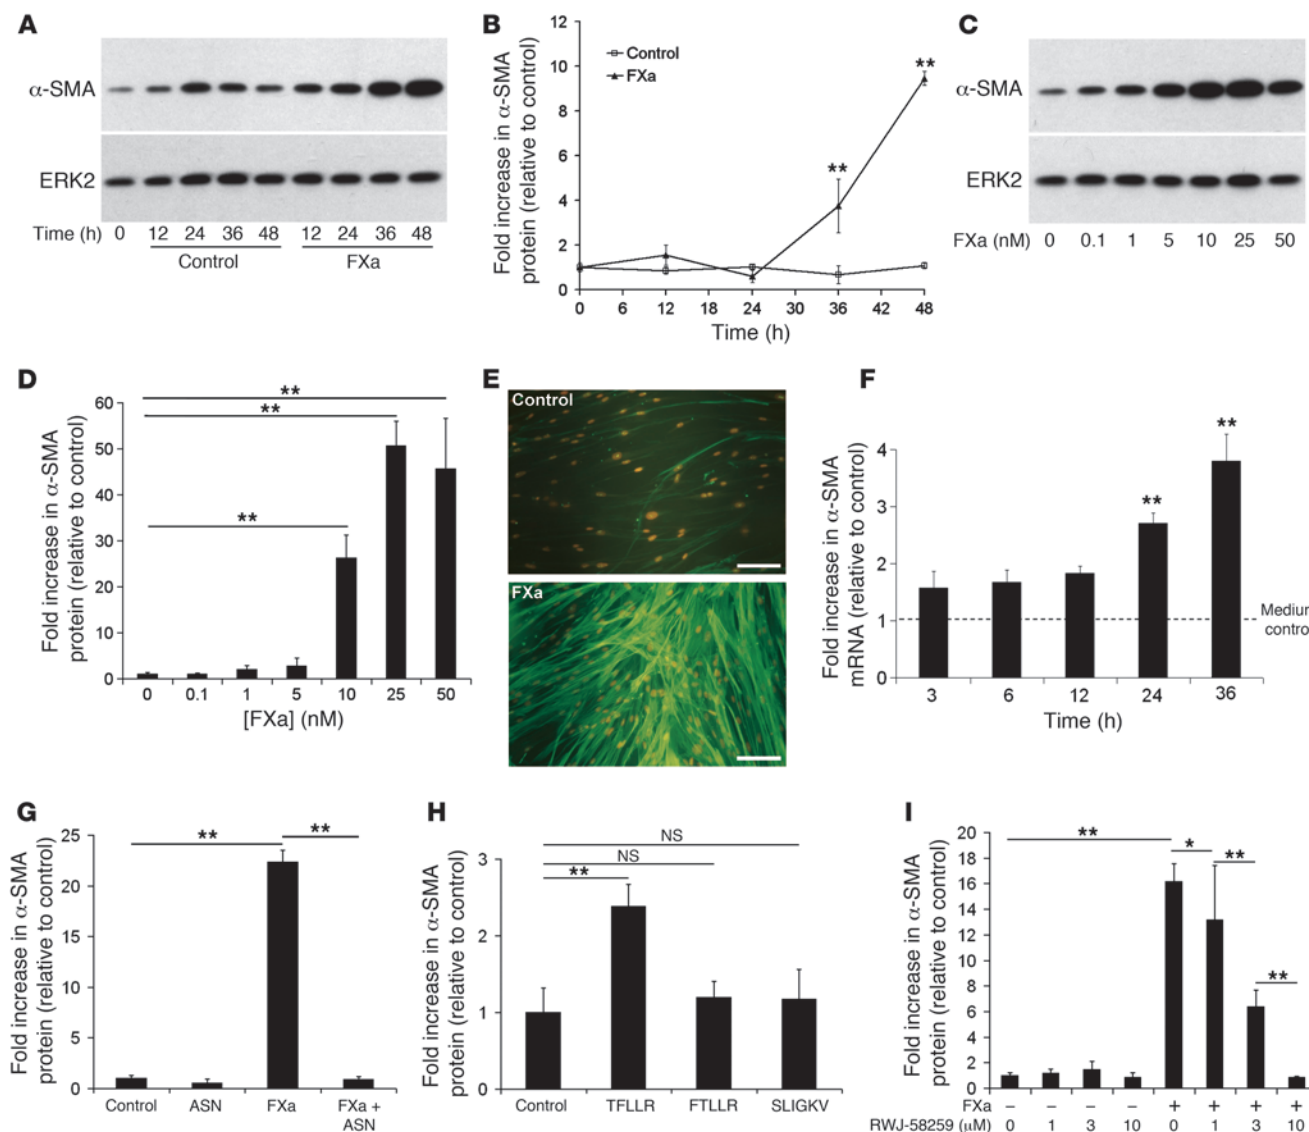 A
α-SMA
ERK2
Time (h) 0 12 24 36 48 12 24 36 48
Control FXa
B
Fold increase in α-SMA
protein (relative to control)
12
10
8
6
4
2
0
Control
FXa
**
**
0 6 12 18 24 30 36 42 48
Time (h)
C
α-SMA
ERK2
FXa (nM) 0 0.1 1 5 10 25 50
D
Fold increase in α-SMA
protein (relative to control)
60
50
40
30
20
10
0
**
**
**
0 0.1 1 5 10 25 50
[FXa] (nM)
E
Control
FXa
F
Fold increase in α-SMA
mRNA (relative to control)
4
3
2
1
0
**
**
Medium
control
3 6 12 24 36
Time (h)
G
Fold increase in α-SMA
protein (relative to control)
25
20
15
10
5
0
** **
Control ASN FXa FXa +
ASN
H
Fold increase in α-SMA
protein (relative to control)
3
2
1
0
NS
NS
**
Control TFLLR FTLLR SLIGKV
I
Fold increase in α-SMA
protein (relative to control)
20
18
16
14
12
10
8
6
4
2
0
**
*
**
**
FXa – – – – + + + +
RWJ-58259 (μM) 0 1 3 10 0 1 3 10